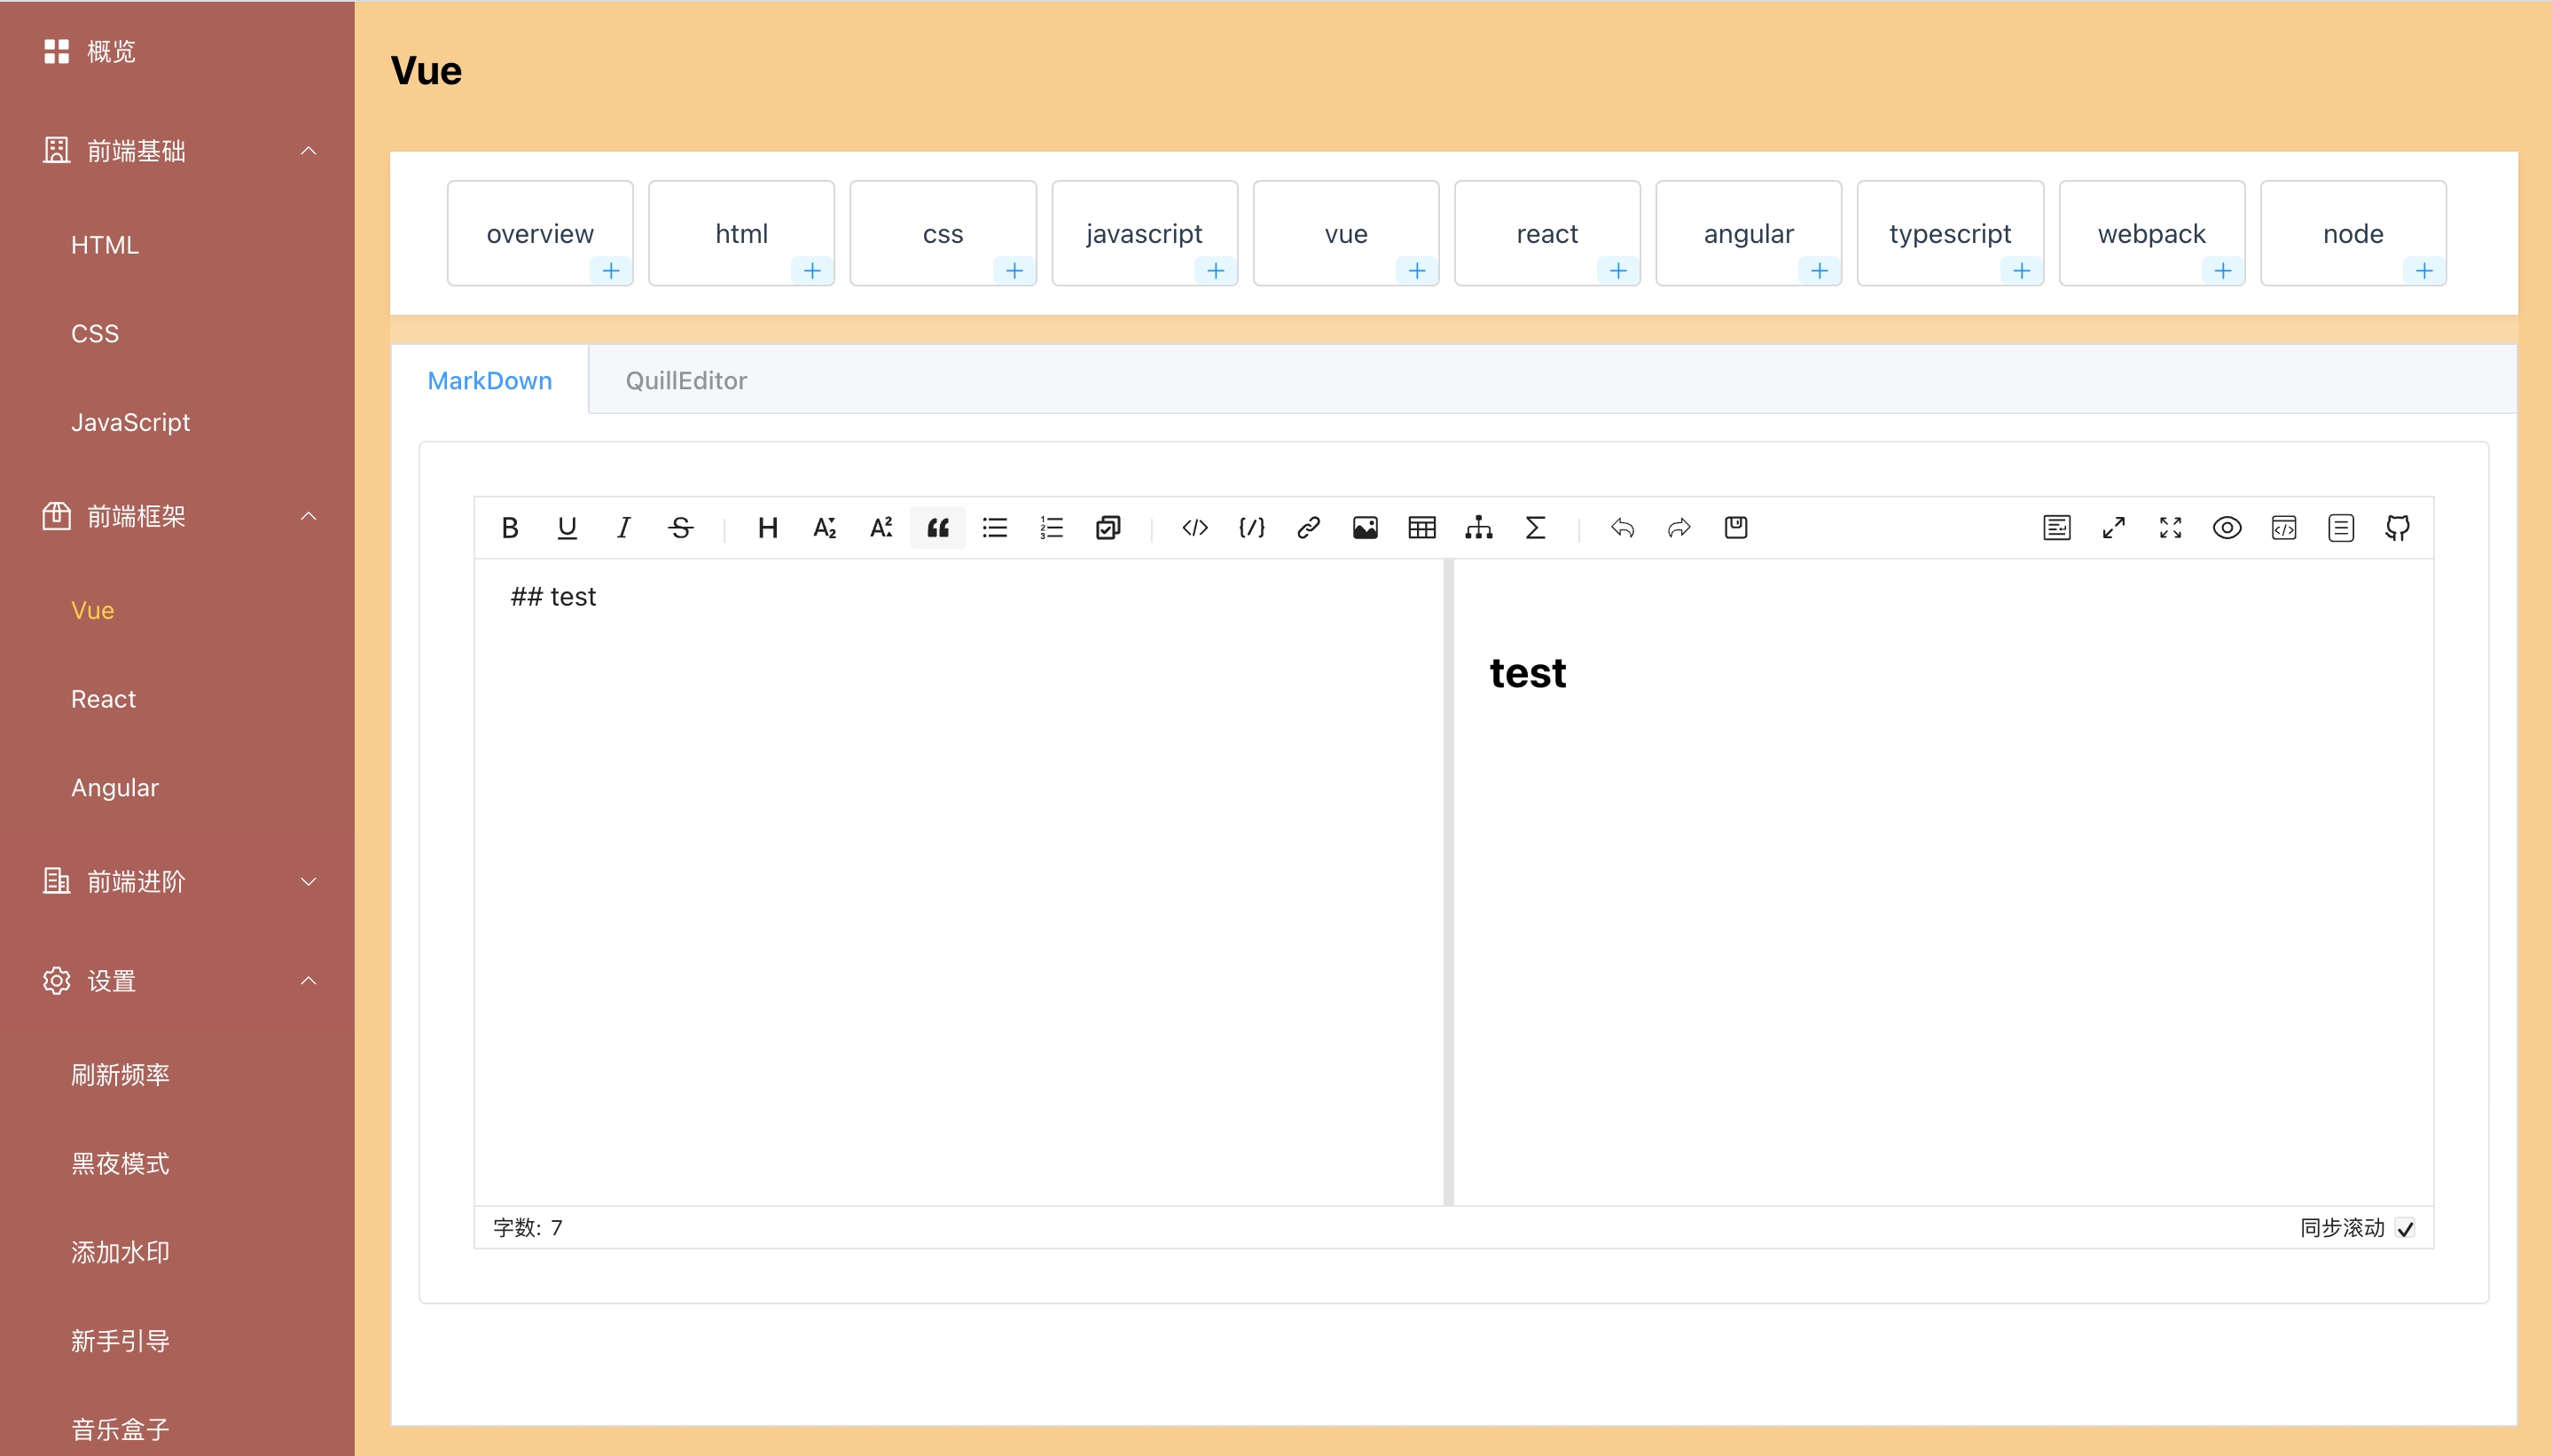 概览
前端基础
HTML
CSS
JavaScript
前端框架
Vue
React
Angular
前端进阶
设置
刷新频率
黑夜模式
添加水印
新手引导
音乐盒子
Vue
overview html css javascript vue react angular typescript webpack node
MarkDown QuillEditor
## test
test
字数: 7
同步滚动